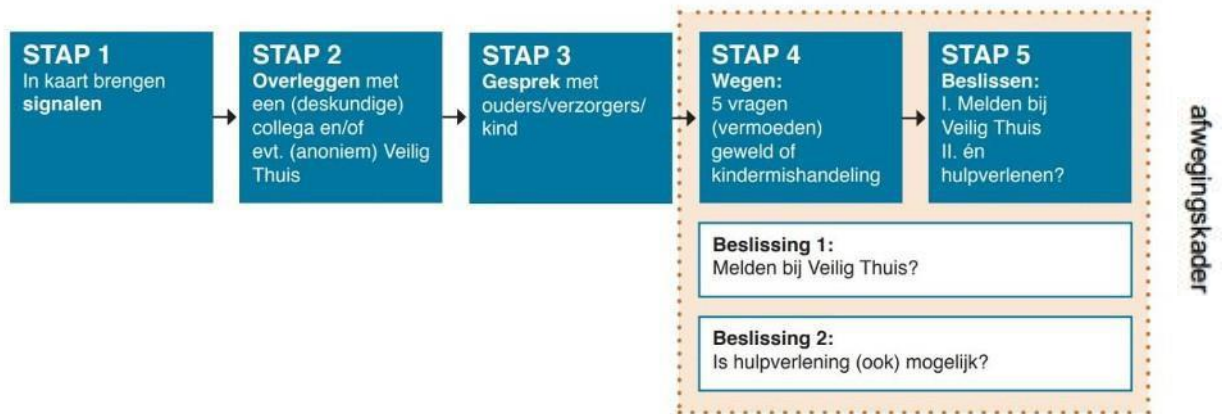 STAP 1
In kaart brengen
signalen
STAP 2
Overleggen met
een (deskundige)
collega en/of
evt. (anoniem) Veilig
Thuis
STAP 3
Gesprek met
ouders/verzorgers/
kind
STAP 4
Wegen:
5 vragen
(vermoeden)
geweld of
kindermishandeling
STAP 5
Beslissen:
I. Melden bij
Veilig Thuis
II. én
hulpverlenen?
Beslissing 1:
Melden bij Veilig Thuis?
Beslissing 2:
Is hulpverlening (ook) mogelijk?
afwegingskader